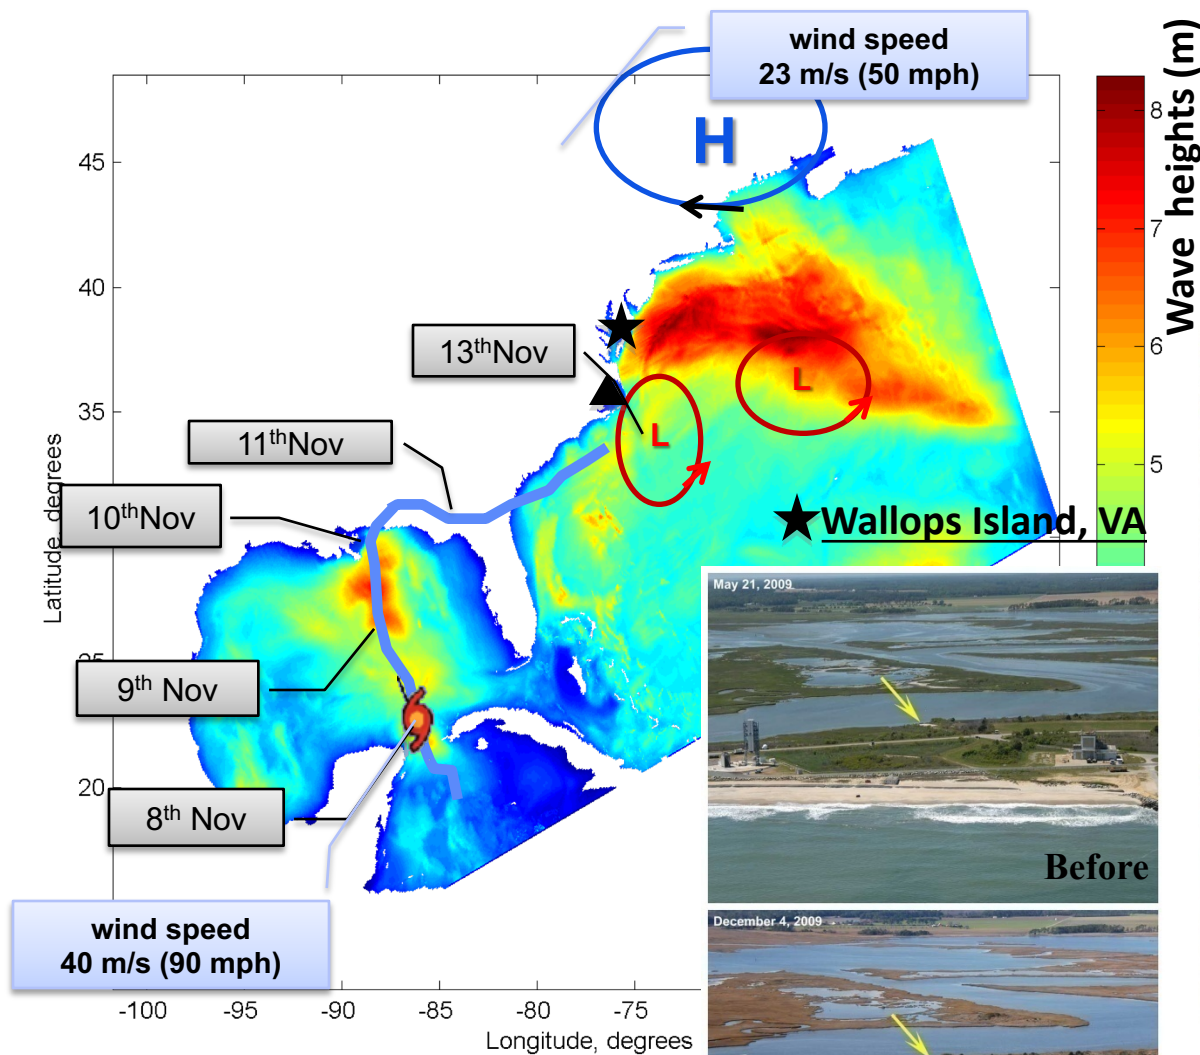 wind speed
23 m/s (50 mph)
H
Wave heights (m)
8
7
6
5
45
40
35
25
20
Latitude, degrees
13thNov
11thNov
10thNov
9th Nov
8th Nov
L
L
★Wallops Island, VA
May 21, 2009
Before
December 4, 2009
wind speed
40 m/s (90 mph)
-100
-95
-90
-85
-80
-75
Longitude, degrees